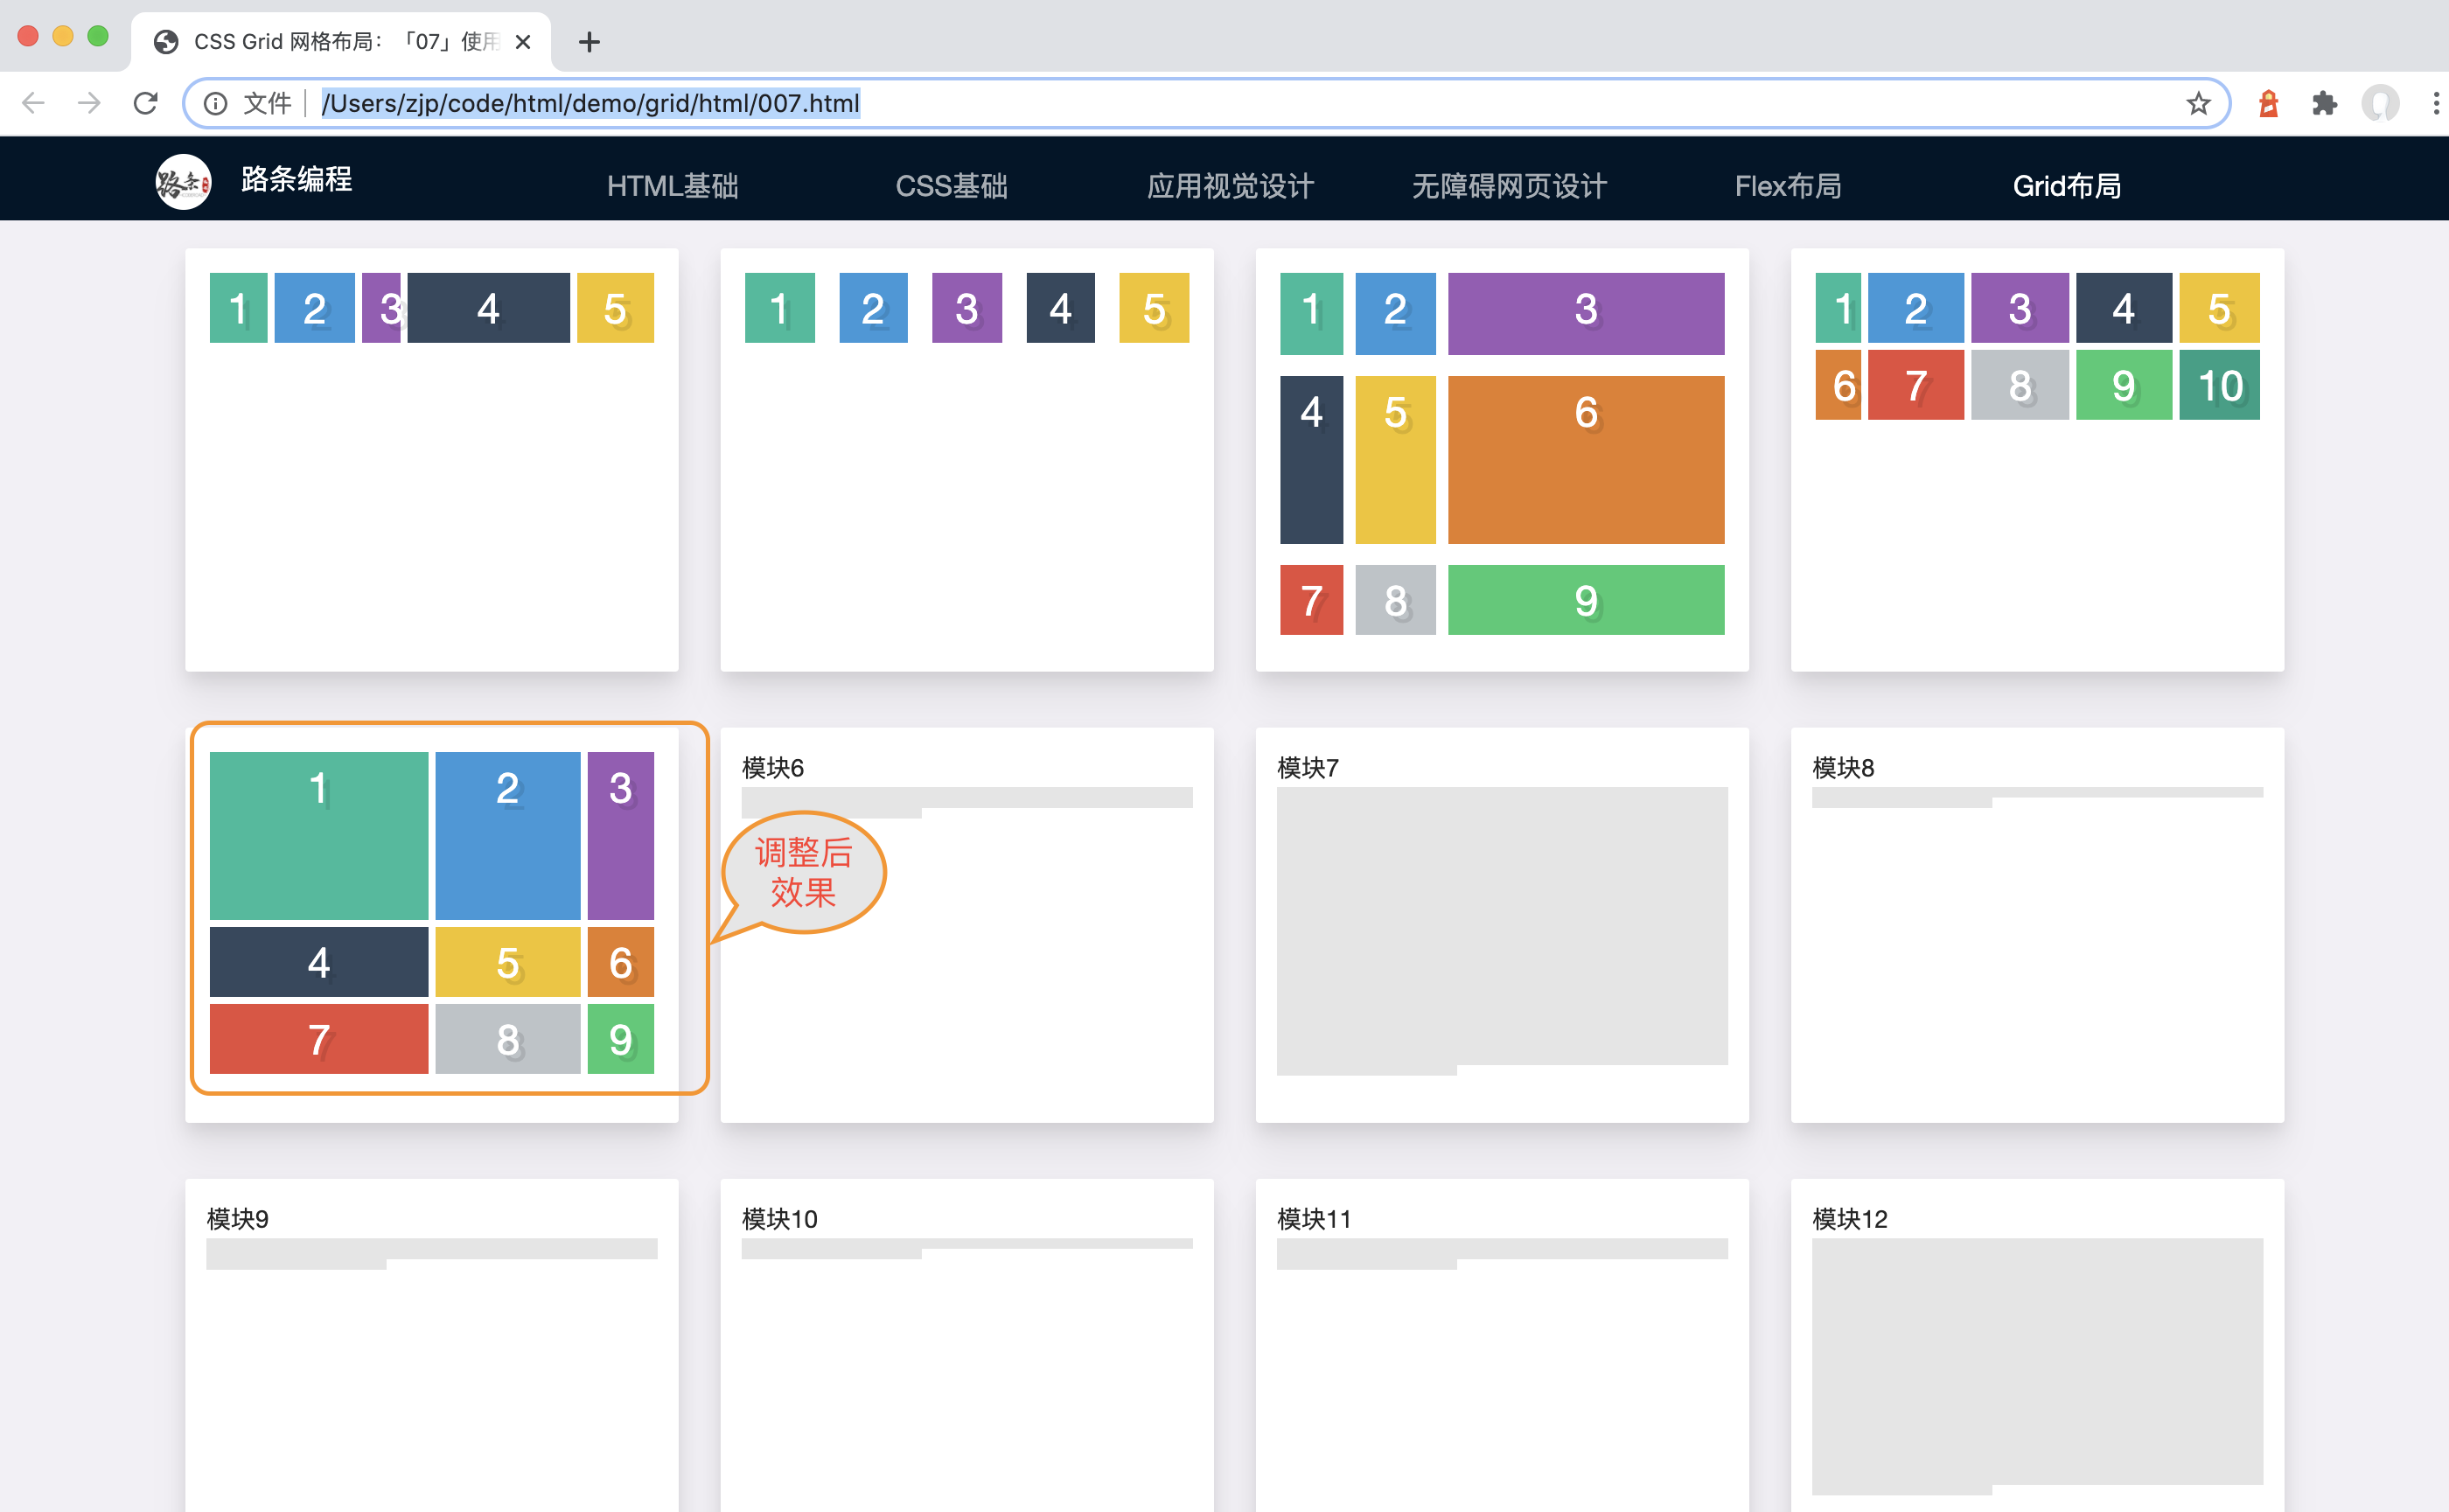 CSS Grid 网格布局：「07」使用
文件 /Users/zjp/code/html/demo/grid/html/007.html
路条
路条编程 HTML基础 CSS基础 应用视觉设计 无障碍网页设计 Flex布局 Grid布局
1 2 3 4 5
1 2 3 4 5
1 2 3
4 5 6
7 8 9
1 2 3 4 5
6 7 8 9 10
1 2 3
4 5 6
7 8 9
模块6
调整后
效果
模块7
模块8
模块9
模块10
模块11
模块12